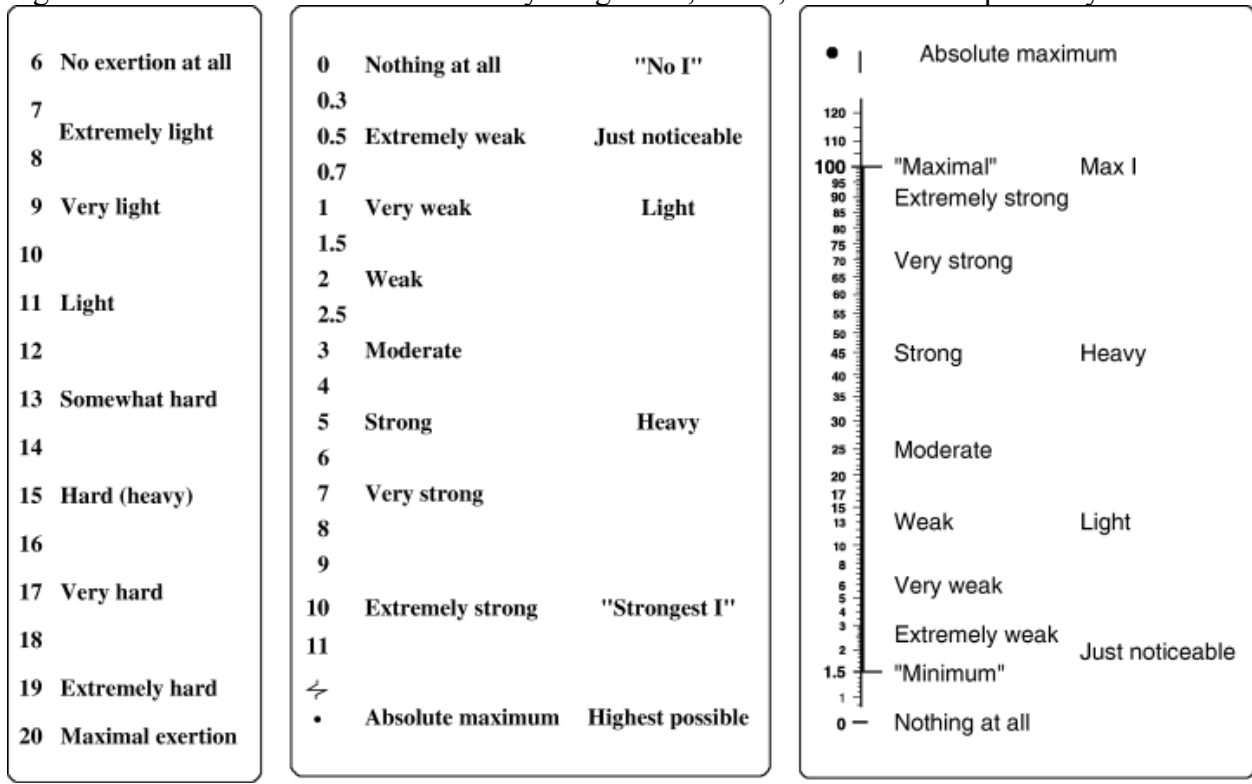 6 No exertion at all
7
Extremely light
8
9 Very light
10
11 Light
12
13 Somewhat hard
14
15 Hard (heavy)
16
17 Very hard
18
19 Extremely hard
20 Maximal exertion
0 Nothing at all "No I"
0.3
0.5 Extremely weak Just noticeable
0.7
1 Very weak Light
1.5
2 Weak
2.5
3 Moderate
4
5 Strong Heavy
6
7 Very strong
8
9
10 Extremely strong "Strongest I"
11
• Absolute maximum Highest possible
• Absolute maximum
120
110
100 "Maximal" Max I
95
90 Extremely strong
85
80
75
70 Very strong
65
60
55
50
45 Strong Heavy
40
35
30
25 Moderate
20
17
15
13 Weak Light
10
8
6 Very weak
5
4
3 Extremely weak
2 Just noticeable
1.5 "Minimum"
1
0 Nothing at all